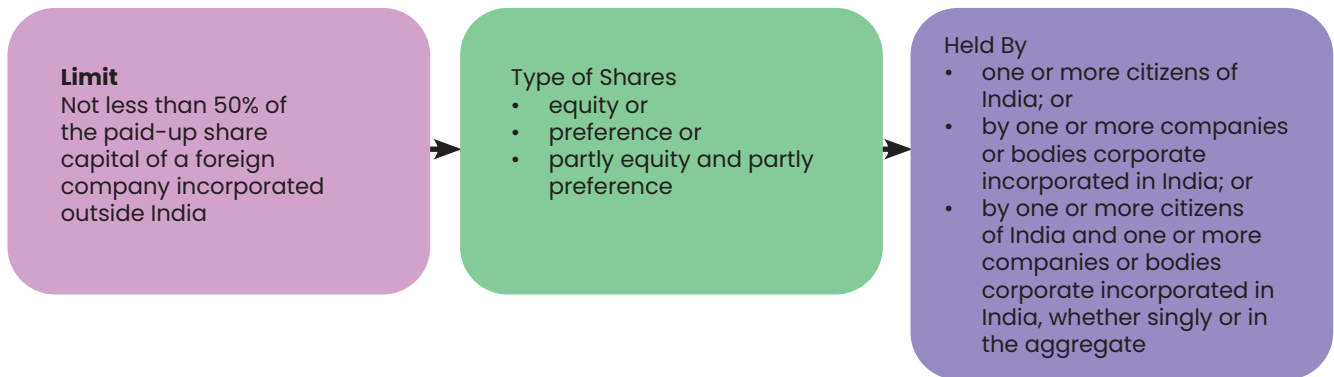 Limit
Not less than 50% of
the paid-up share
capital of a foreign
company incorporated
outside India
Type of Shares
• equity or
• preference or
• partly equity and partly
preference
Held By
• one or more citizens of
India; or
• by one or more companies
or bodies corporate
incorporated in India; or
• by one or more citizens
of India and one or more
companies or bodies
corporate incorporated in
India, whether singly or in
the aggregate